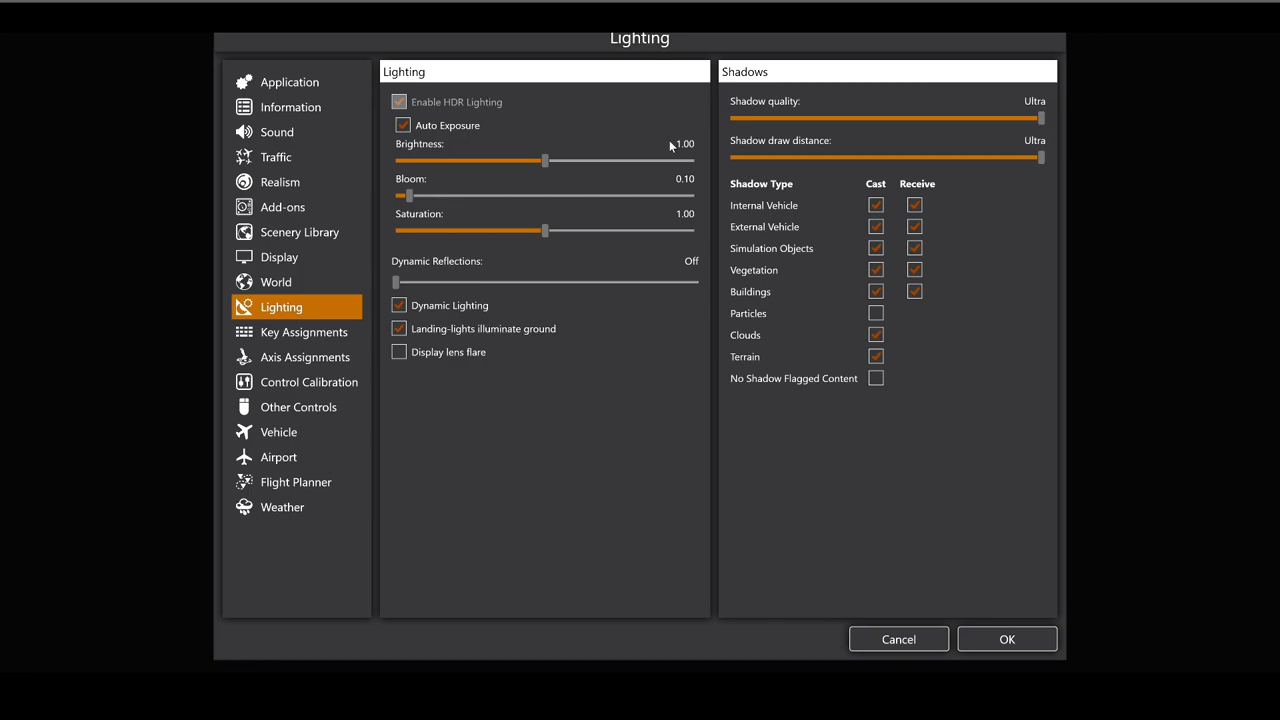 Lighting
Application
Information
Sound
Traffic
Realism
Add-ons
Scenery Library
Display
World
Lighting
Key Assignments
Axis Assignments
Control Calibration
Other Controls
Vehicle
Airport
Flight Planner
Weather
Lighting
Enable HDR Lighting
Auto Exposure
Brightness: 1.00
Bloom: 0.10
Saturation: 1.00
Dynamic Reflections: Off
Dynamic Lighting
Landing-lights illuminate ground
Display lens flare
Shadows
Shadow quality: Ultra
Shadow draw distance: Ultra
Shadow Type Cast Receive
Internal Vehicle
External Vehicle
Simulation Objects
Vegetation
Buildings
Particles
Clouds
Terrain
No Shadow Flagged Content
Cancel OK